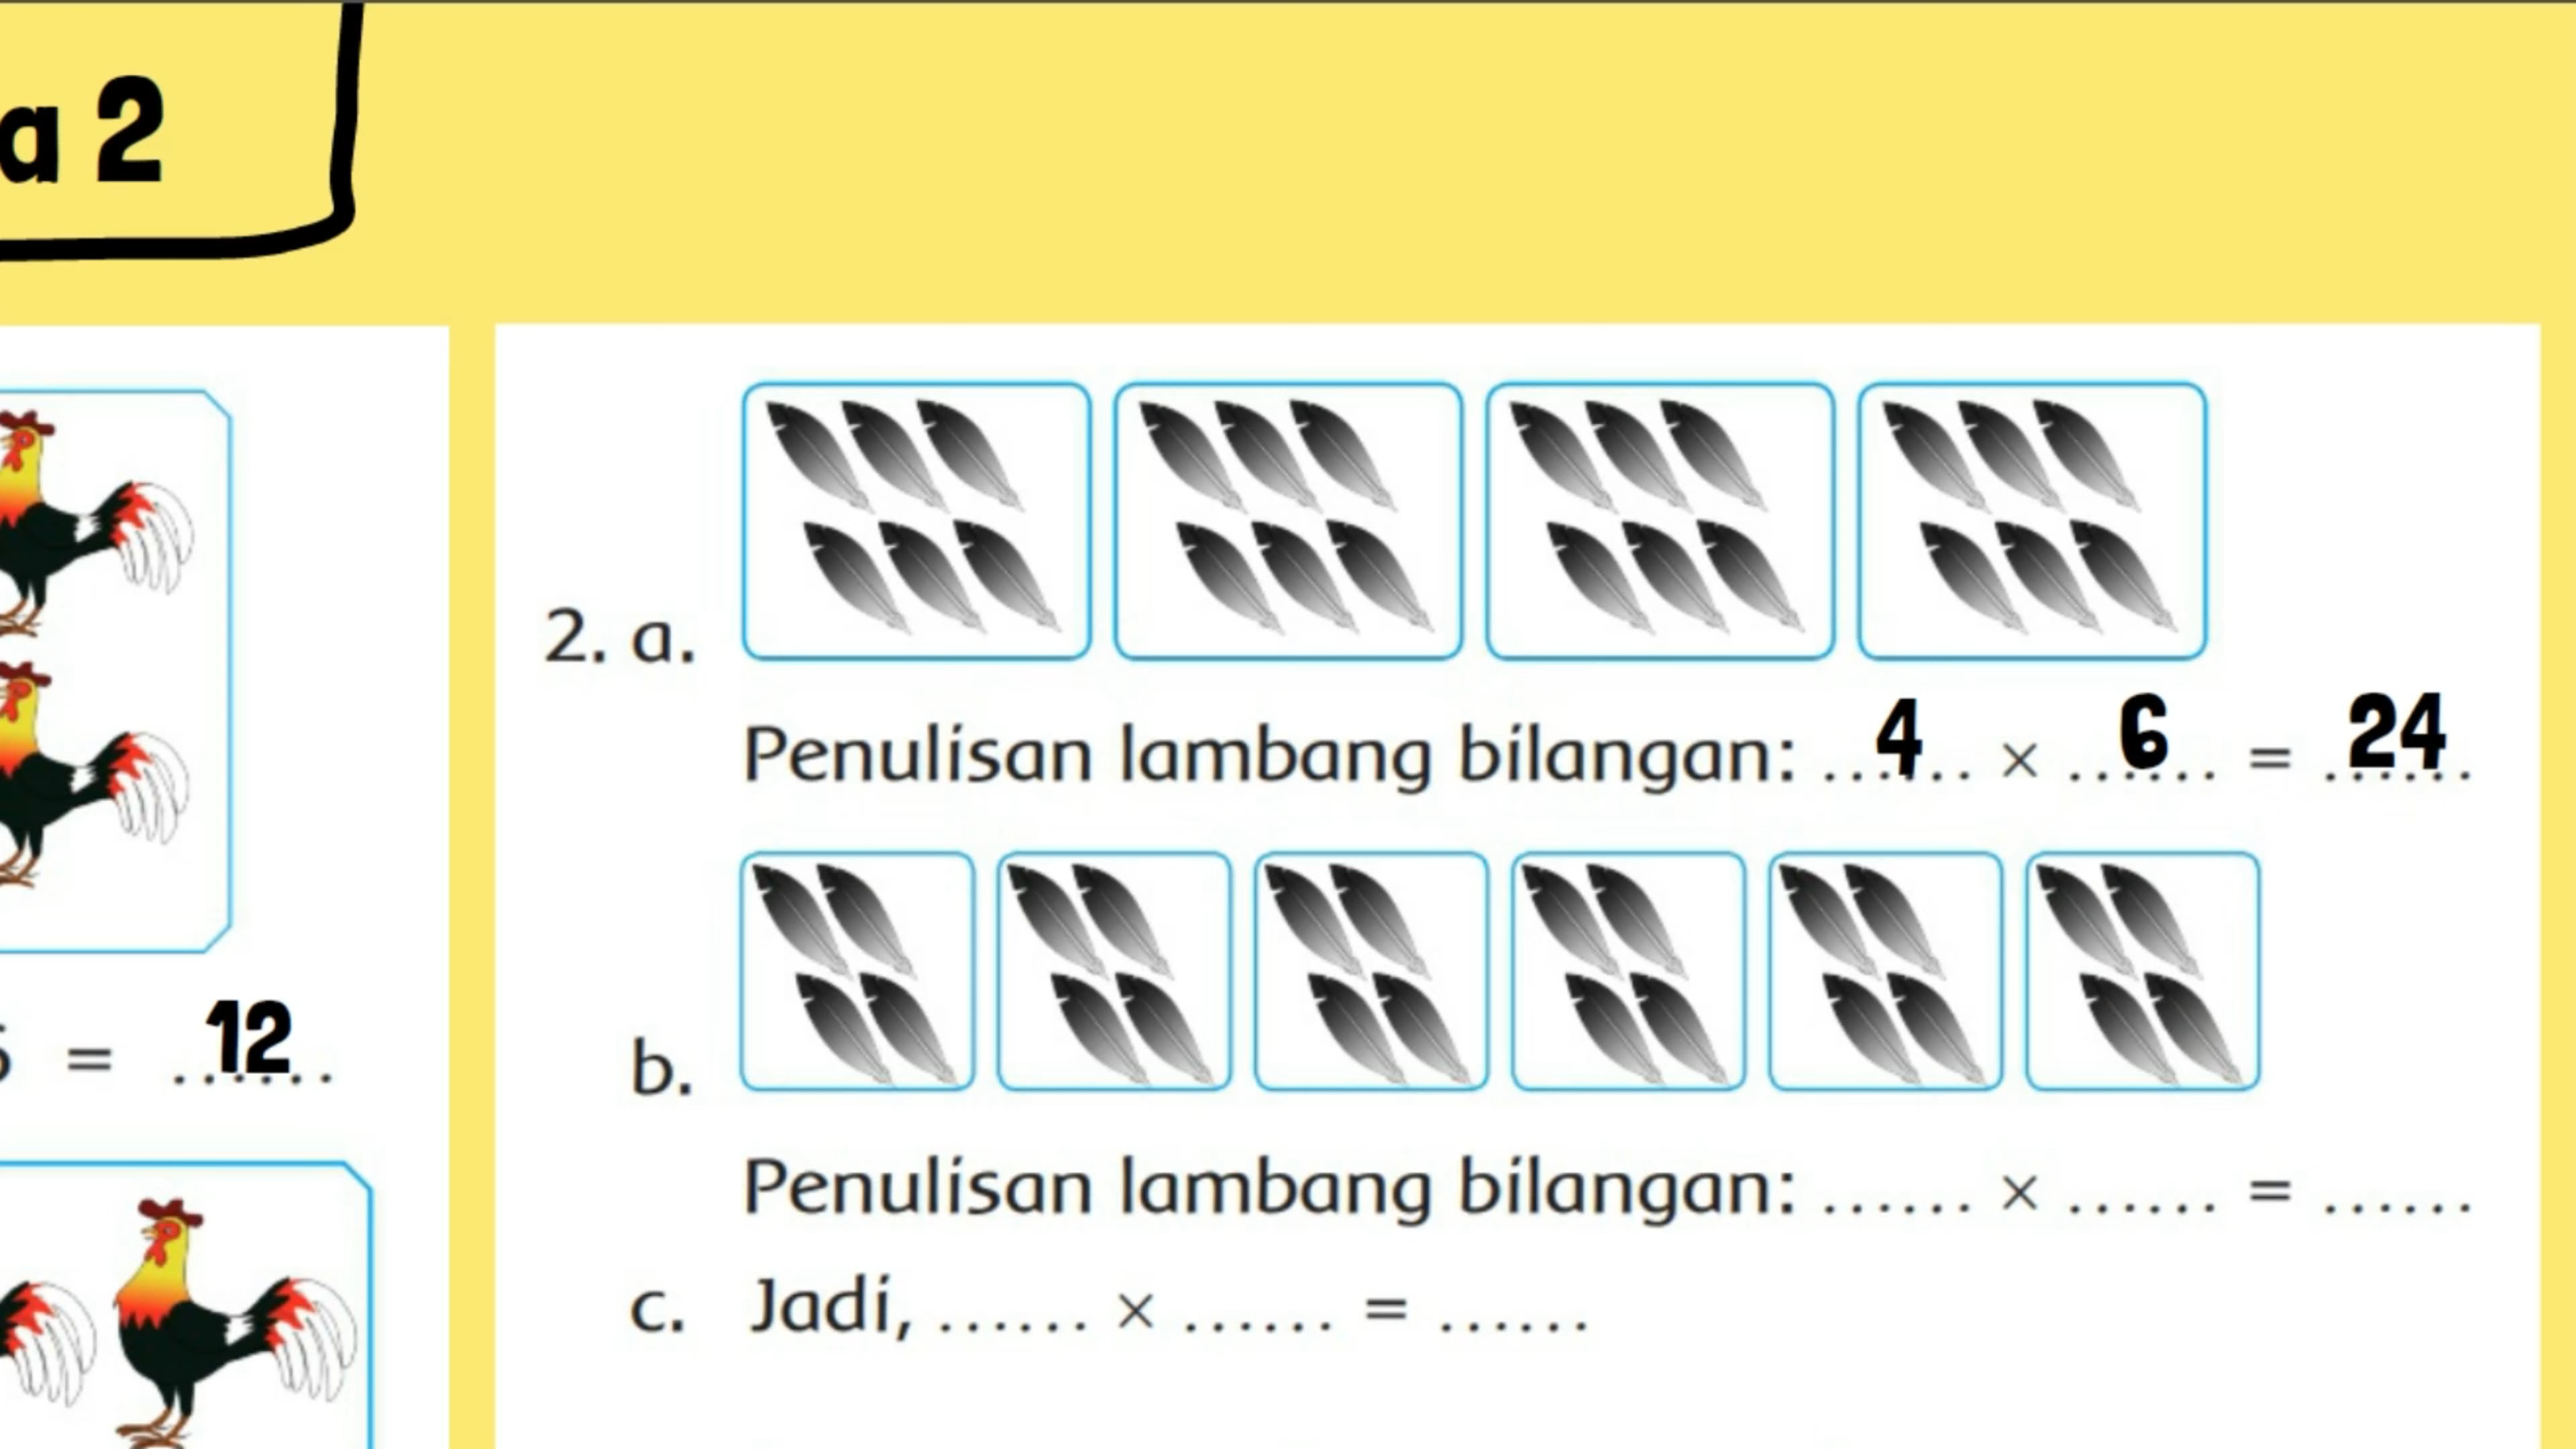 a 2
= ...12...
2. a.
Penulisan lambang bilangan: ...4... × ...6... = ...24...
b.
Penulisan lambang bilangan: ...... × ...... = ......
c. Jadi, ...... × ...... = ......